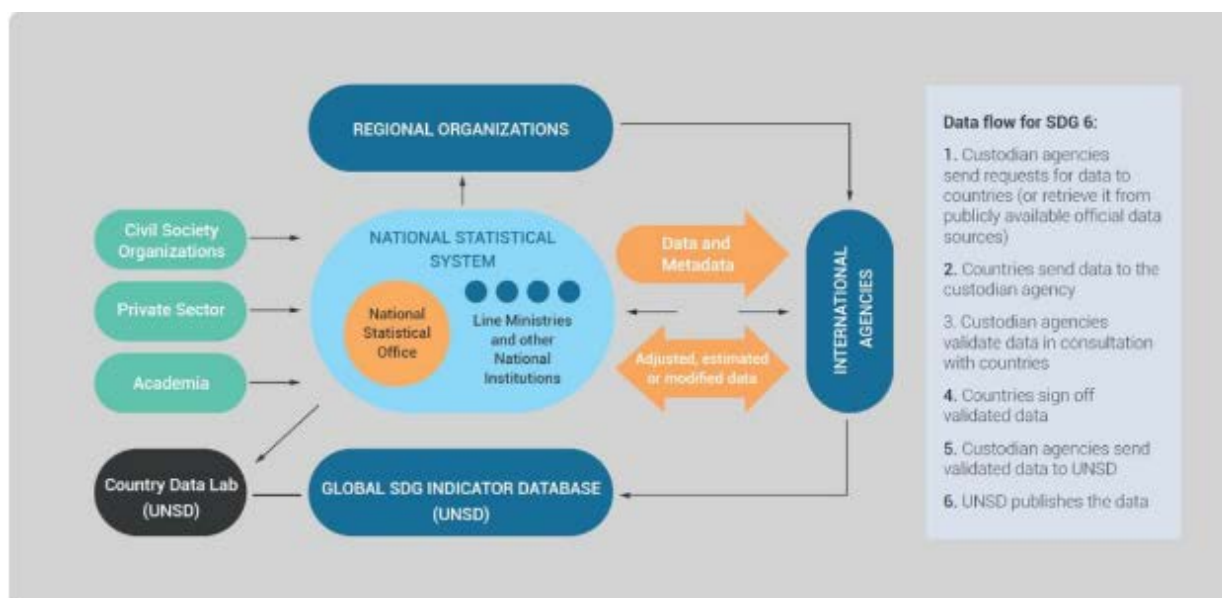 REGIONAL ORGANIZATIONS
Civil Society
Organizations
Private Sector
Academia
NATIONAL STATISTICAL
SYSTEM
National
Statistical
Office
Line Ministries
and other
National
Institutions
Data and
Metadata
Adjusted, estimated
or modified data
INTERNATIONAL
AGENCIES
Country Data Lab
(UNSD)
GLOBAL SDG INDICATOR DATABASE
(UNSD)
Data flow for SDG 6:
1. Custodian agencies
send requests for data to
countries (or retrieve it from
publicly available official data
sources)
2. Countries send data to the
custodian agency
3. Custodian agencies
validate data in consultation
with countries
4. Countries sign off
validated data
5. Custodian agencies send
validated data to UNSD
6. UNSD publishes the data